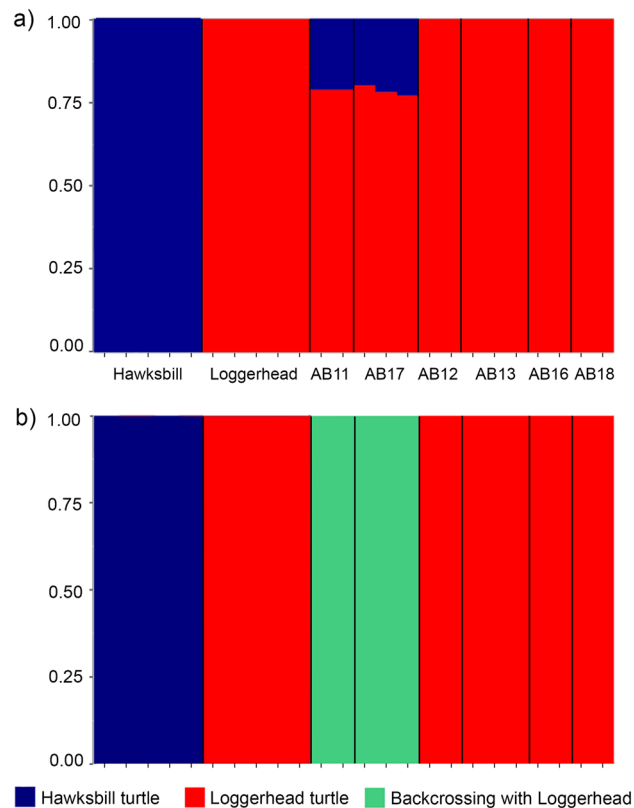 a)
1.00
0.75
0.50
0.25
0.00
Hawksbill Loggerhead AB11 AB17 AB12 AB13 AB16 AB18
b)
1.00
0.75
0.50
0.25
0.00
Hawksbill turtle Loggerhead turtle Backcrossing with Loggerhead